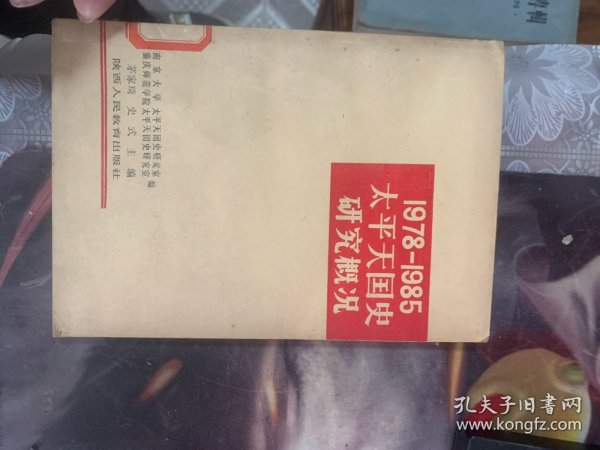 1978-1985
太平天国史
研究概况
南京大学 太平天国史研究室
重庆师范学院 太平天国史研究室 编
茅家琦 史式 主编
陕西人民教育出版社
孔夫子旧书网
www.kongfz.com